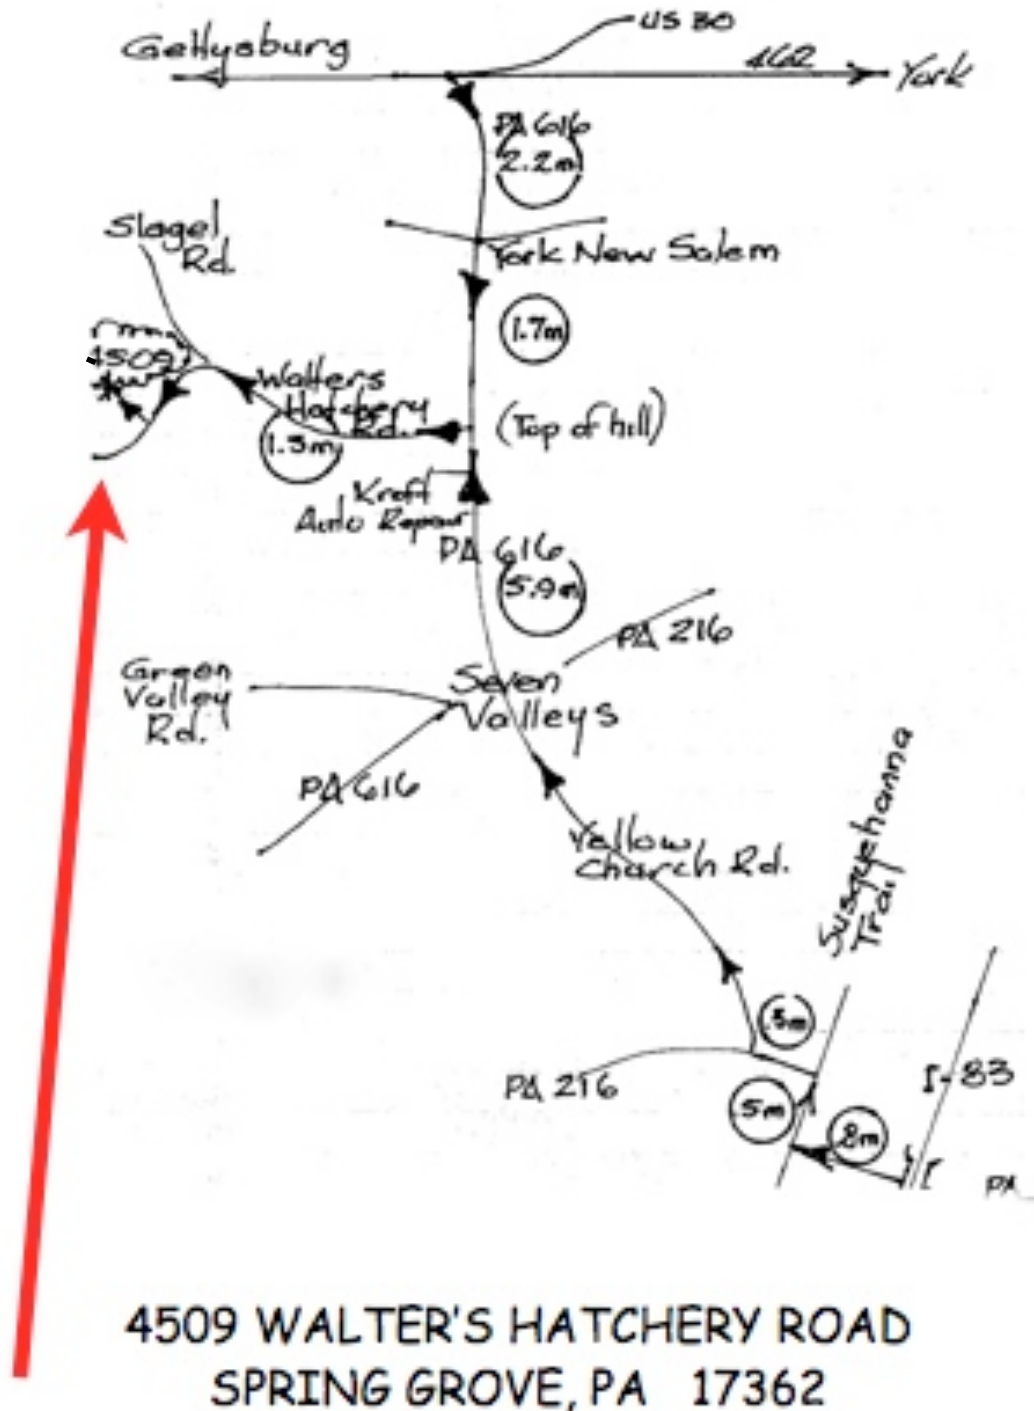 US 30
Gettysburg
462
York
PA 616
2.2m
Slagel
Rd.
York New Salem
1.7m
4509
Walters
Hatchery
Rd.
(Top of hill)
1.3m
Kroft
Auto Repair
PA 616
5.9m
PA 216
Green
Valley
Rd.
Seven
Valleys
PA 616
Yellow
Church Rd.
Susquehanna
Trail
.5m
PA 216
I-83
.5m
.8m
PA
4509 WALTER'S HATCHERY ROAD
SPRING GROVE, PA 17362